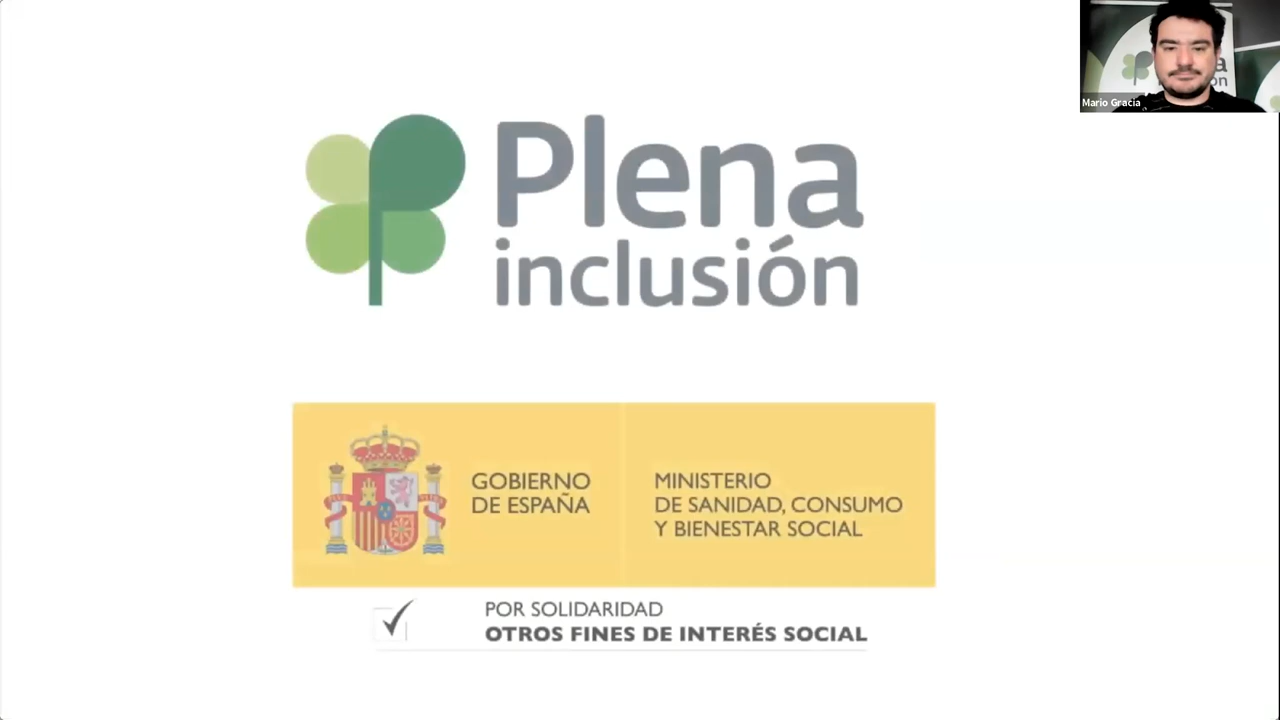 Plena
inclusión
Mario Gracia
GOBIERNO
DE ESPAÑA
MINISTERIO
DE SANIDAD, CONSUMO
Y BIENESTAR SOCIAL
POR SOLIDARIDAD
OTROS FINES DE INTERÉS SOCIAL